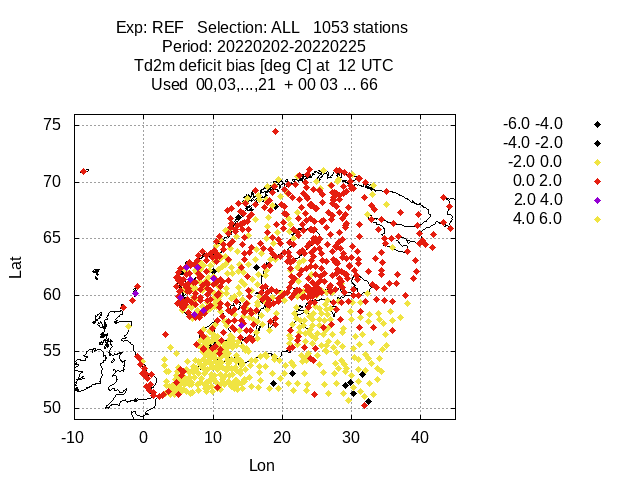 Exp: REF   Selection: ALL   1053 stations
Period: 20220202-20220225
Td2m deficit bias [deg C] at  12 UTC
Used  00,03,...,21  + 00 03 ... 66
-6.0 -4.0
-4.0 -2.0
-2.0 0.0
0.0 2.0
2.0 4.0
4.0 6.0
75
70
65
60
55
50
Lat
-10 0 10 20 30 40
Lon